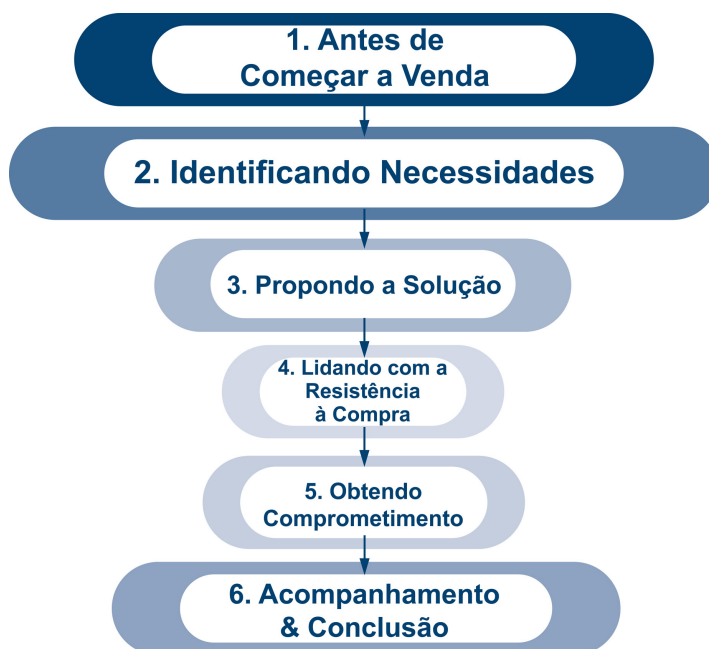 1. Antes de
Começar a Venda
2. Identificando Necessidades
3. Propondo a Solução
4. Lidando com a
Resistência
à Compra
5. Obtendo
Comprometimento
6. Acompanhamento
& Conclusão